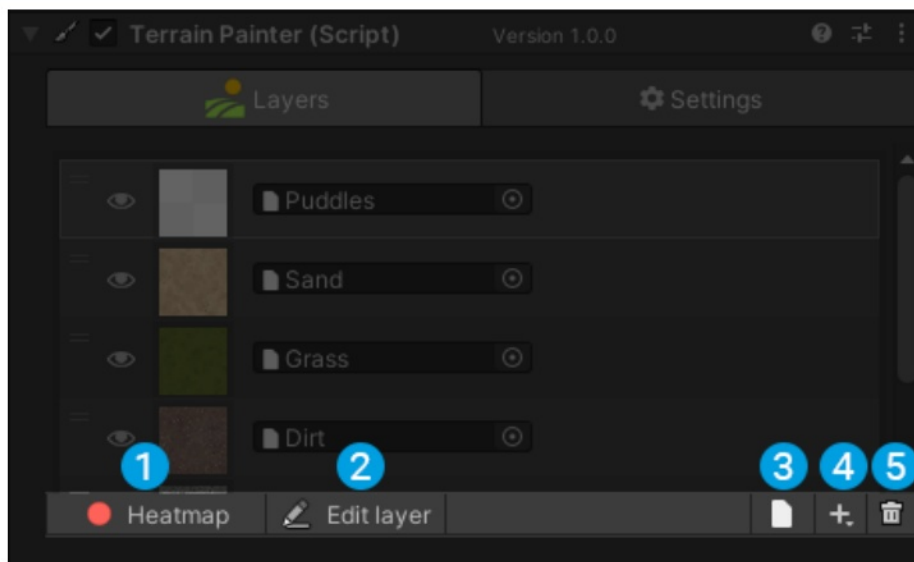 Terrain Painter (Script) Version 1.0.0
Layers Settings
Puddles
Sand
Grass
Dirt
1 2 3 4 5
Heatmap Edit layer